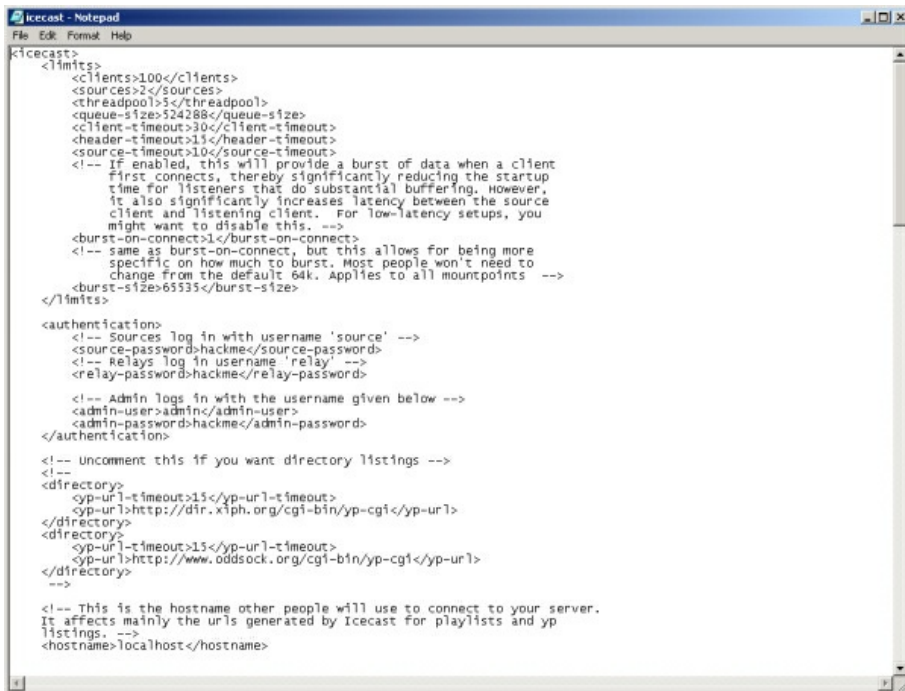 icecast - Notepad
File Edit Format Help
<icecast>
    <limits>
        <clients>100</clients>
        <sources>2</sources>
        <threadpool>5</threadpool>
        <queue-size>524288</queue-size>
        <client-timeout>30</client-timeout>
        <header-timeout>15</header-timeout>
        <source-timeout>10</source-timeout>
        <!-- If enabled, this will provide a burst of data when a client
             first connects, thereby significantly reducing the startup
             time for listeners that do substantial buffering. However,
             it also significantly increases latency between the source
             client and listening client.  For low-latency setups, you
             might want to disable this. -->
        <burst-on-connect>1</burst-on-connect>
        <!-- same as burst-on-connect, but this allows for being more
             specific on how much to burst. Most people won't need to
             change from the default 64k. Applies to all mountpoints  -->
        <burst-size>65535</burst-size>
    </limits>

    <authentication>
        <!-- Sources log in with username 'source' -->
        <source-password>hackme</source-password>
        <!-- Relays log in username 'relay' -->
        <relay-password>hackme</relay-password>

        <!-- Admin logs in with the username given below -->
        <admin-user>admin</admin-user>
        <admin-password>hackme</admin-password>
    </authentication>

    <!-- Uncomment this if you want directory listings -->
    <!--
    <directory>
        <yp-url-timeout>15</yp-url-timeout>
        <yp-url>http://dir.xiph.org/cgi-bin/yp-cgi</yp-url>
    </directory>
    <directory>
        <yp-url-timeout>15</yp-url-timeout>
        <yp-url>http://www.oddsock.org/cgi-bin/yp-cgi</yp-url>
    </directory>
     -->

    <!-- This is the hostname other people will use to connect to your server.
    It affects mainly the urls generated by Icecast for playlists and yp
    listings. -->
    <hostname>localhost</hostname>